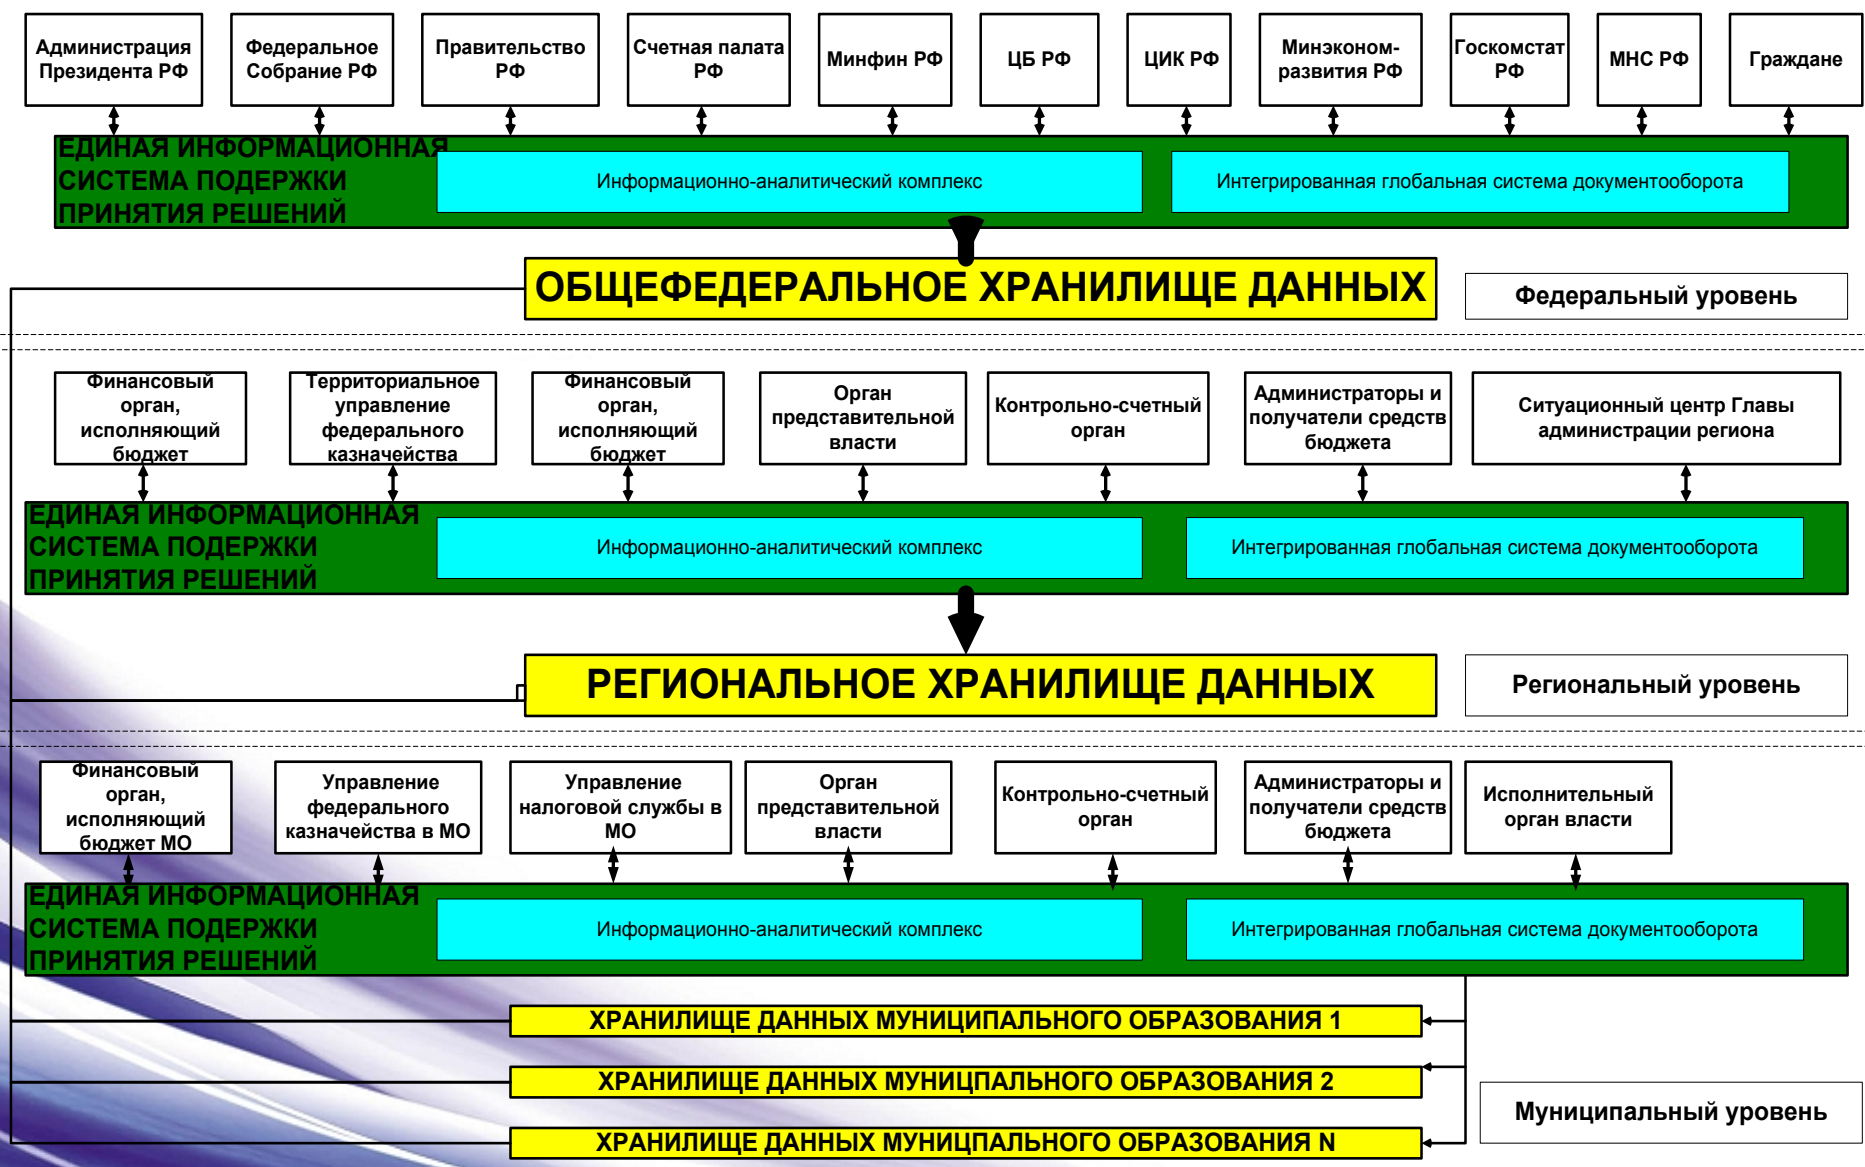 Администрация
Президента РФ
Федеральное
Собрание РФ
Правительство
РФ
Счетная палата
РФ
Минфин РФ
ЦБ РФ
ЦИК РФ
Минэконом-
развития РФ
Госкомстат
РФ
МНС РФ
Граждане
ЕДИНАЯ ИНФОРМАЦИОННАЯ
СИСТЕМА ПОДЕРЖКИ
ПРИНЯТИЯ РЕШЕНИЙ
Информационно-аналитический комплекс
Интегрированная глобальная система документооборота
ОБЩЕФЕДЕРАЛЬНОЕ ХРАНИЛИЩЕ ДАННЫХ
Федеральный уровень
Финансовый
орган,
исполняющий
бюджет
Территориальное
управление
федерального
казначейства
Финансовый
орган,
исполняющий
бюджет
Орган
представительной
власти
Контрольно-счетный
орган
Администраторы и
получатели средств
бюджета
Ситуационный центр Главы
администрации региона
ЕДИНАЯ ИНФОРМАЦИОННАЯ
СИСТЕМА ПОДЕРЖКИ
ПРИНЯТИЯ РЕШЕНИЙ
Информационно-аналитический комплекс
Интегрированная глобальная система документооборота
РЕГИОНАЛЬНОЕ ХРАНИЛИЩЕ ДАННЫХ
Региональный уровень
Финансовый
орган,
исполняющий
бюджет МО
Управление
федерального
казначейства в МО
Управление
налоговой службы в
МО
Орган
представительной
власти
Контрольно-счетный
орган
Администраторы и
получатели средств
бюджета
Исполнительный
орган власти
ЕДИНАЯ ИНФОРМАЦИОННАЯ
СИСТЕМА ПОДЕРЖКИ
ПРИНЯТИЯ РЕШЕНИЙ
Информационно-аналитический комплекс
Интегрированная глобальная система документооборота
ХРАНИЛИЩЕ ДАННЫХ МУНИЦИПАЛЬНОГО ОБРАЗОВАНИЯ 1
ХРАНИЛИЩЕ ДАННЫХ МУНИЦПАЛЬНОГО ОБРАЗОВАНИЯ 2
ХРАНИЛИЩЕ ДАННЫХ МУНИЦПАЛЬНОГО ОБРАЗОВАНИЯ N
Муниципальный уровень